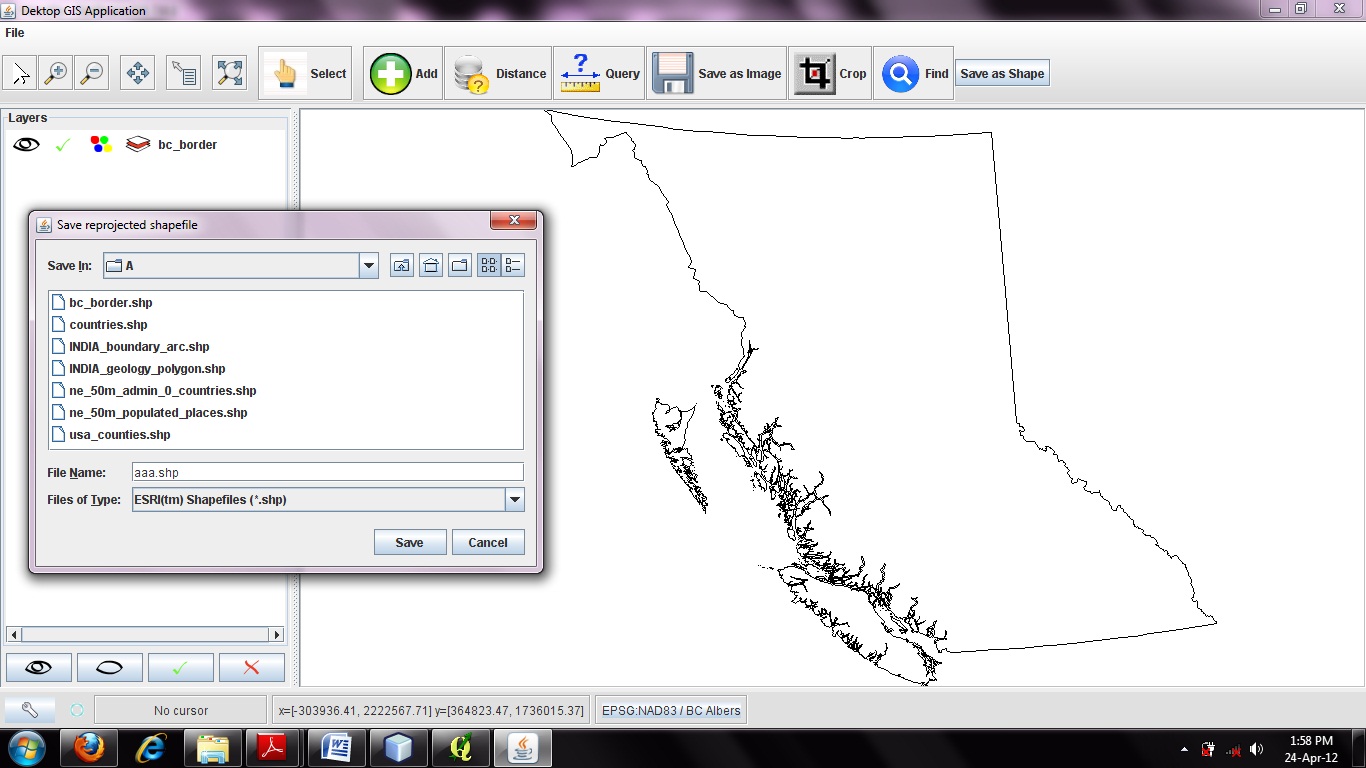 Dektop GIS Application
File
Select
Add
Distance
Query
Save as Image
Crop
Find
Save as Shape
Layers
bc_border
Save reprojected shapefile
Save In:
A
bc_border.shp
countries.shp
INDIA_boundary_arc.shp
INDIA_geology_polygon.shp
ne_50m_admin_0_countries.shp
ne_50m_populated_places.shp
usa_counties.shp
File Name:
aaa.shp
Files of Type:
ESRI(tm) Shapefiles (*.shp)
Save
Cancel
No cursor
x=[-303936.41, 2222567.71] y=[364823.47, 1736015.37]
EPSG:NAD83 / BC Albers
1:58 PM
24-Apr-12